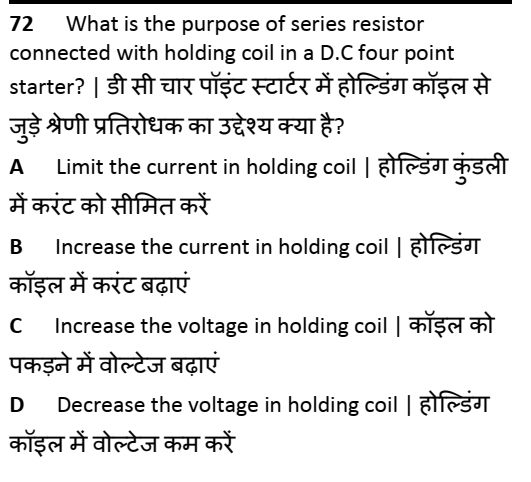 72 What is the purpose of series resistor
connected with holding coil in a D.C four point
starter? | डी सी चार पॉइंट स्टार्टर में होल्डिंग कॉइल से
जुड़े श्रेणी प्रतिरोधक का उद्देश्य क्या है?
A Limit the current in holding coil | होल्डिंग कुंडली
में करंट को सीमित करें
B Increase the current in holding coil | होल्डिंग
कॉइल में करंट बढ़ाएं
C Increase the voltage in holding coil | कॉइल को
पकड़ने में वोल्टेज बढ़ाएं
D Decrease the voltage in holding coil | होल्डिंग
कॉइल में वोल्टेज कम करें